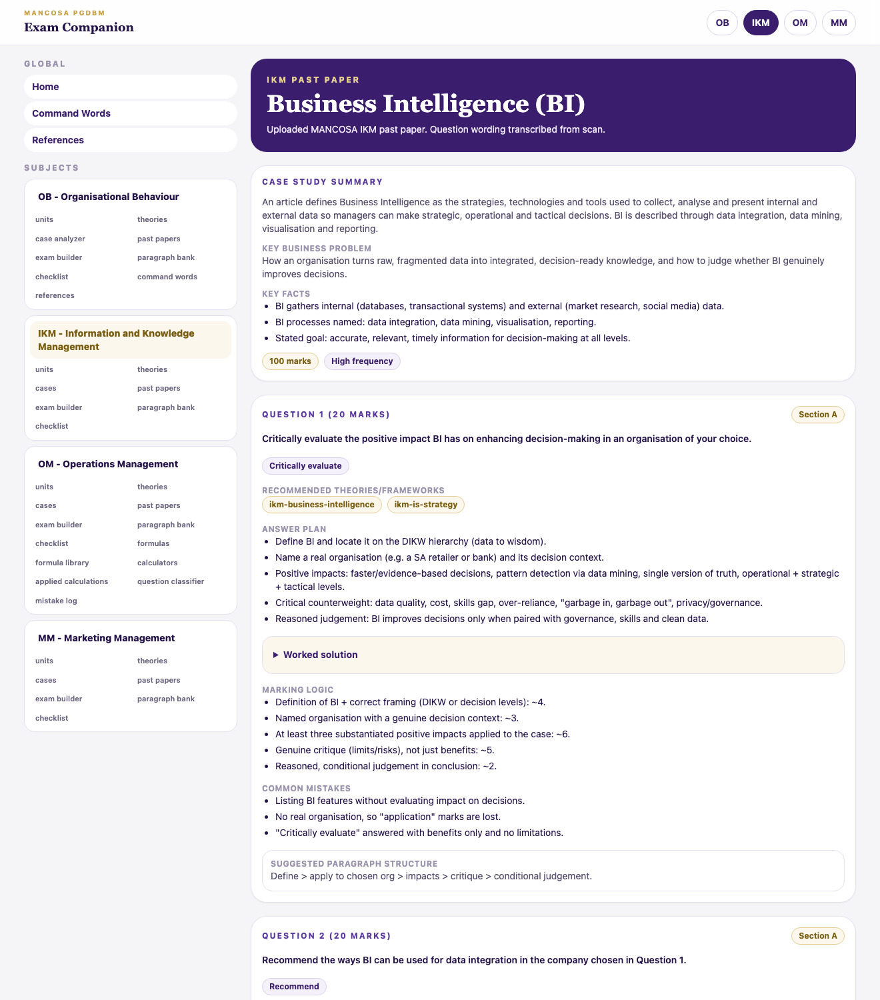 MANCOSA PGDBM
Exam Companion
OB
IKM
OM
MM
GLOBAL
Home
Command Words
References
SUBJECTS
OB - Organisational Behaviour
units
theories
case analyzer
past papers
exam builder
paragraph bank
checklist
command words
references
IKM - Information and Knowledge
Management
units
theories
cases
past papers
exam builder
paragraph bank
checklist
OM - Operations Management
units
theories
cases
past papers
exam builder
paragraph bank
checklist
formulas
formula library
calculators
applied calculations
question classifier
mistake log
MM - Marketing Management
units
theories
cases
past papers
exam builder
paragraph bank
checklist
IKM PAST PAPER
Business Intelligence (BI)
Uploaded MANCOSA IKM past paper. Question wording transcribed from scan.
CASE STUDY SUMMARY
An article defines Business Intelligence as the strategies, technologies and tools used to collect, analyse and present internal and
external data so managers can make strategic, operational and tactical decisions. BI is described through data integration, data mining,
visualisation and reporting.
KEY BUSINESS PROBLEM
How an organisation turns raw, fragmented data into integrated, decision-ready knowledge, and how to judge whether BI genuinely
improves decisions.
KEY FACTS
• BI gathers internal (databases, transactional systems) and external (market research, social media) data.
• BI processes named: data integration, data mining, visualisation, reporting.
• Stated goal: accurate, relevant, timely information for decision-making at all levels.
100 marks
High frequency
QUESTION 1 (20 MARKS)
Section A
Critically evaluate the positive impact BI has on enhancing decision-making in an organisation of your choice.
Critically evaluate
RECOMMENDED THEORIES/FRAMEWORKS
ikm-business-intelligence
ikm-is-strategy
ANSWER PLAN
• Define BI and locate it on the DIKW hierarchy (data to wisdom).
• Name a real organisation (e.g. a SA retailer or bank) and its decision context.
• Positive impacts: faster/evidence-based decisions, pattern detection via data mining, single version of truth, operational + strategic
+ tactical levels.
• Critical counterweight: data quality, cost, skills gap, over-reliance, "garbage in, garbage out", privacy/governance.
• Reasoned judgement: BI improves decisions only when paired with governance, skills and clean data.
▶ Worked solution
MARKING LOGIC
• Definition of BI + correct framing (DIKW or decision levels): ~4.
• Named organisation with a genuine decision context: ~3.
• At least three substantiated positive impacts applied to the case: ~6.
• Genuine critique (limits/risks), not just benefits: ~5.
• Reasoned, conditional judgement in conclusion: ~2.
COMMON MISTAKES
• Listing BI features without evaluating impact on decisions.
• No real organisation, so "application" marks are lost.
• "Critically evaluate" answered with benefits only and no limitations.
SUGGESTED PARAGRAPH STRUCTURE
Define > apply to chosen org > impacts > critique > conditional judgement.
QUESTION 2 (20 MARKS)
Section A
Recommend the ways BI can be used for data integration in the company chosen in Question 1.
Recommend